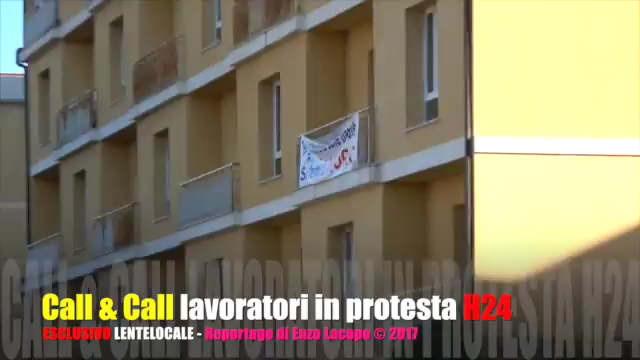 Call & Call lavoratori in protesta H24
ESCLUSIVO LENTELOCALE - Reportage di Enzo Lacopo © 2017
CALL & CALL LAVORATORI IN PROTESTA H24